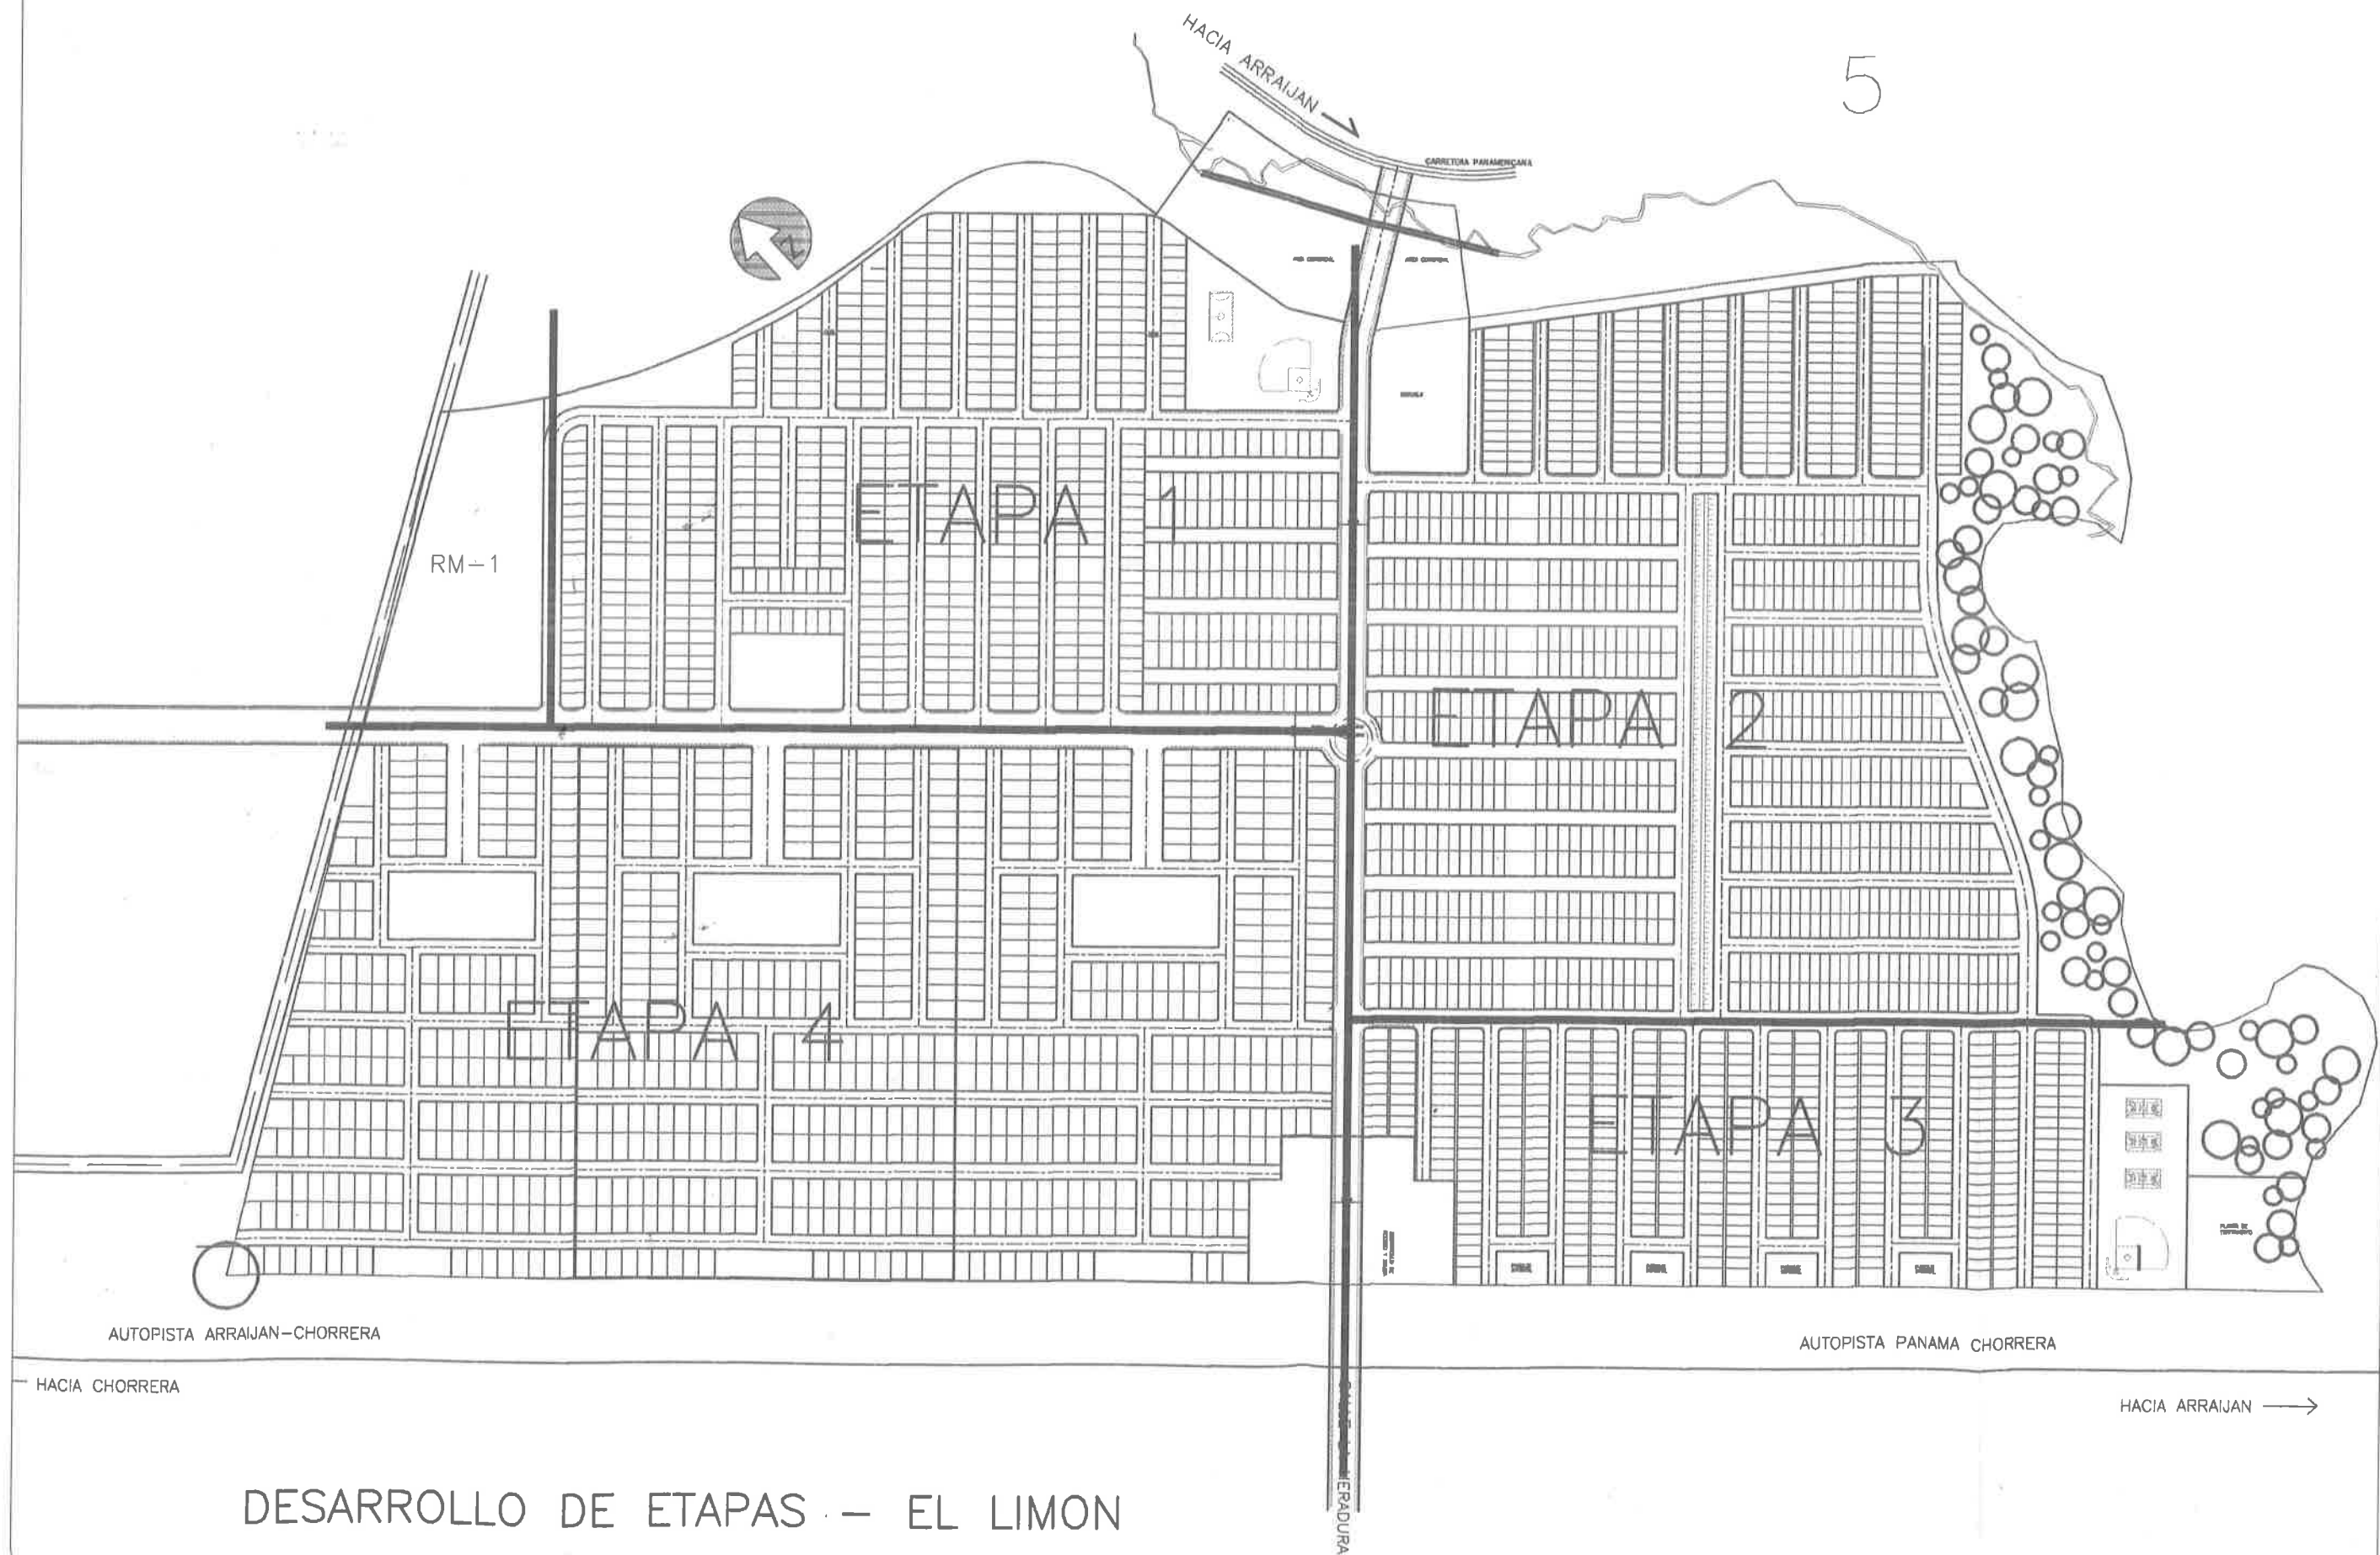 HACIA ARRAIJAN
5
CARRETERA PANAMERICANA
N
RM-1
ETAPA 1
ETAPA 2
ETAPA 4
ETAPA 3
AUTOPISTA ARRAIJAN-CHORRERA
AUTOPISTA PANAMA CHORRERA
HACIA CHORRERA
HACIA ARRAIJAN
DESARROLLO DE ETAPAS - EL LIMON